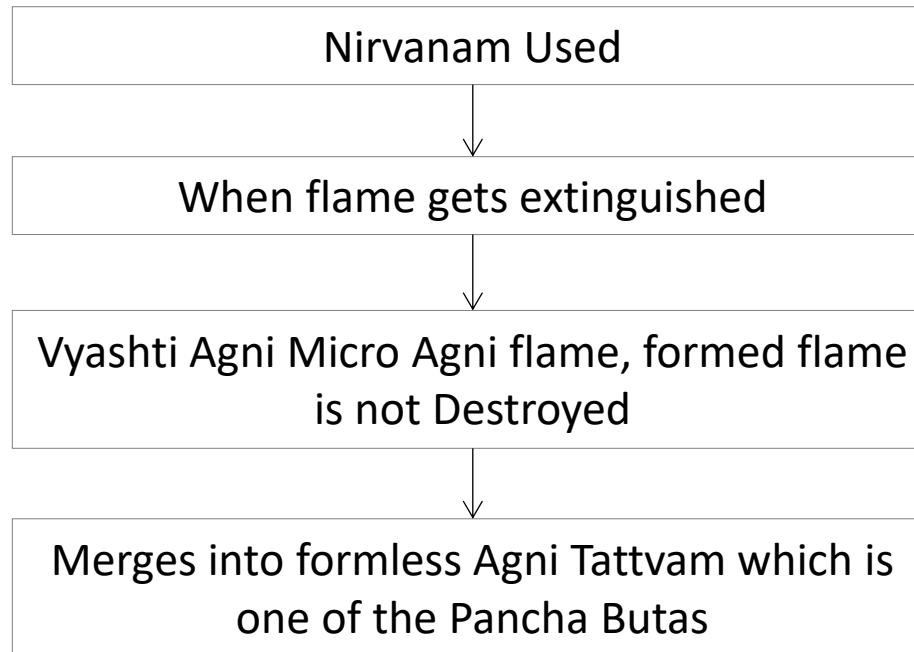 Nirvanam Used
When flame gets extinguished
Vyashti Agni Micro Agni flame, formed flame
is not Destroyed
Merges into formless Agni Tattvam which is
one of the Pancha Butas